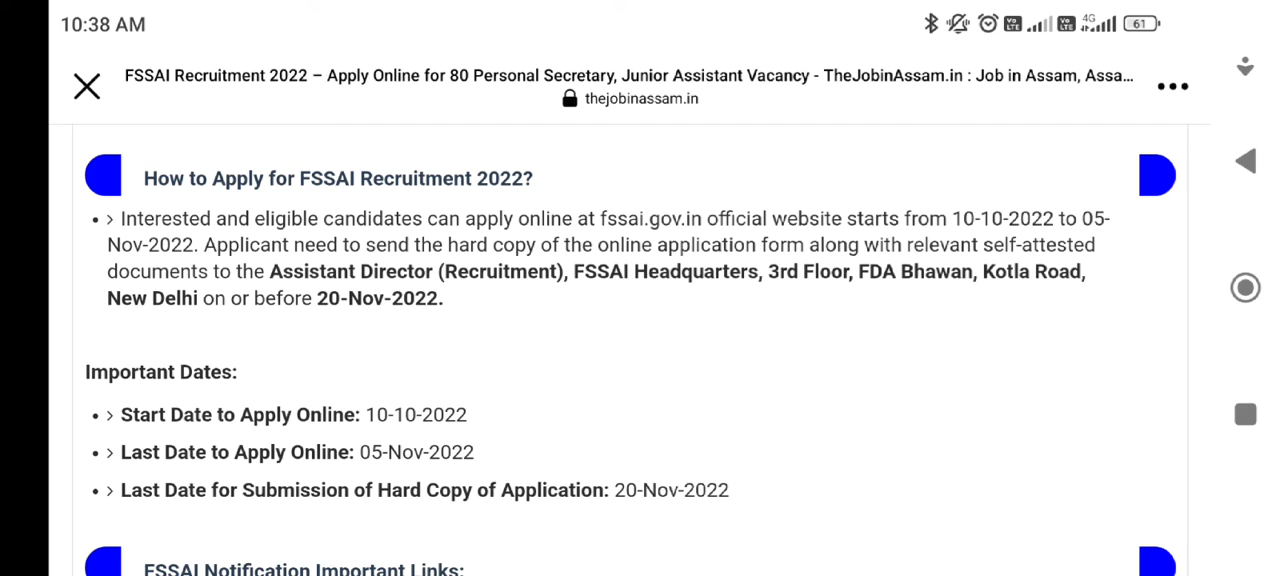 10:38 AM
Vo LTE Vo LTE 4G 61
FSSAI Recruitment 2022 – Apply Online for 80 Personal Secretary, Junior Assistant Vacancy - TheJobinAssam.in : Job in Assam, Assa...
thejobinassam.in
How to Apply for FSSAI Recruitment 2022?
• > Interested and eligible candidates can apply online at fssai.gov.in official website starts from 10-10-2022 to 05-
Nov-2022. Applicant need to send the hard copy of the online application form along with relevant self-attested
documents to the Assistant Director (Recruitment), FSSAI Headquarters, 3rd Floor, FDA Bhawan, Kotla Road,
New Delhi on or before 20-Nov-2022.
Important Dates:
• > Start Date to Apply Online: 10-10-2022
• > Last Date to Apply Online: 05-Nov-2022
• > Last Date for Submission of Hard Copy of Application: 20-Nov-2022
FSSAI Notification Important Links: